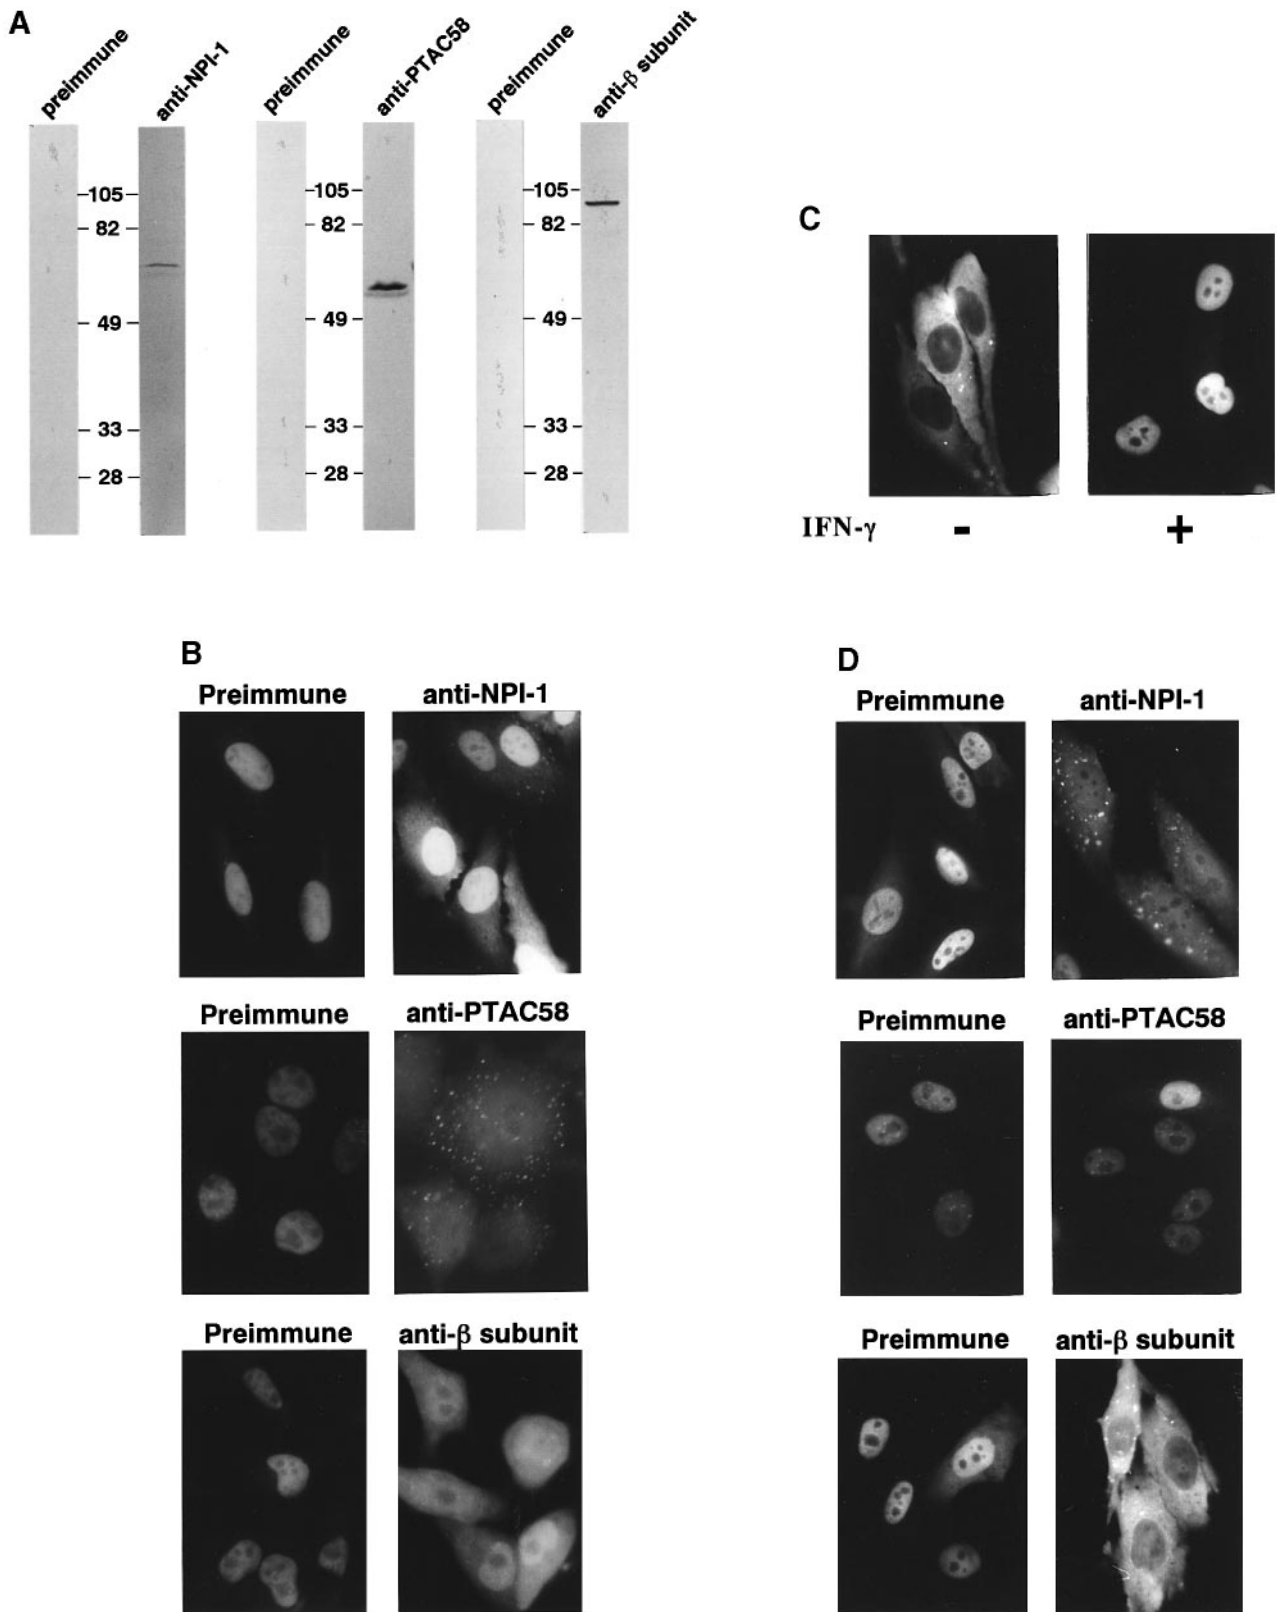 A
preimmune
anti-NPI-1
preimmune
anti-PTAC58
preimmune
anti-β subunit
105
82
49
33
28
105
82
49
33
28
105
82
49
33
28
C
IFN-γ - +
B
Preimmune anti-NPI-1
Preimmune anti-PTAC58
Preimmune anti-β subunit
D
Preimmune anti-NPI-1
Preimmune anti-PTAC58
Preimmune anti-β subunit